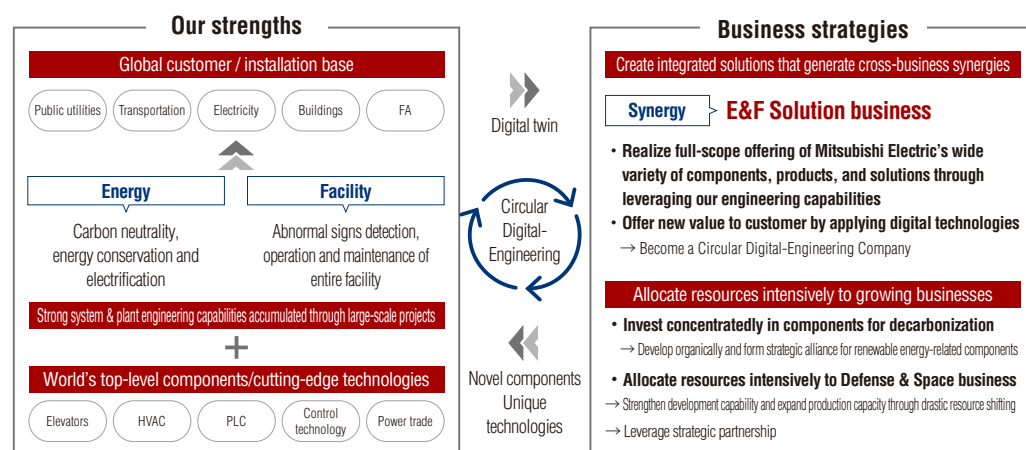 Our strengths
Global customer / installation base
Public utilities
Transportation
Electricity
Buildings
FA
Energy
Carbon neutrality,
energy conservation and
electrification
Facility
Abnormal signs detection,
operation and maintenance of
entire facility
Strong system & plant engineering capabilities accumulated through large-scale projects
+
World's top-level components/cutting-edge technologies
Elevators
HVAC
PLC
Control
technology
Power trade
Digital twin
Circular
Digital-
Engineering
Novel components
Unique
technologies
Business strategies
Create integrated solutions that generate cross-business synergies
Synergy
E&F Solution business
• Realize full-scope offering of Mitsubishi Electric's wide
variety of components, products, and solutions through
leveraging our engineering capabilities
• Offer new value to customer by applying digital technologies
→ Become a Circular Digital-Engineering Company
Allocate resources intensively to growing businesses
• Invest concentratedly in components for decarbonization
→ Develop organically and form strategic alliance for renewable energy-related components
• Allocate resources intensively to Defense & Space business
→ Strengthen development capability and expand production capacity through drastic resource shifting
→ Leverage strategic partnership